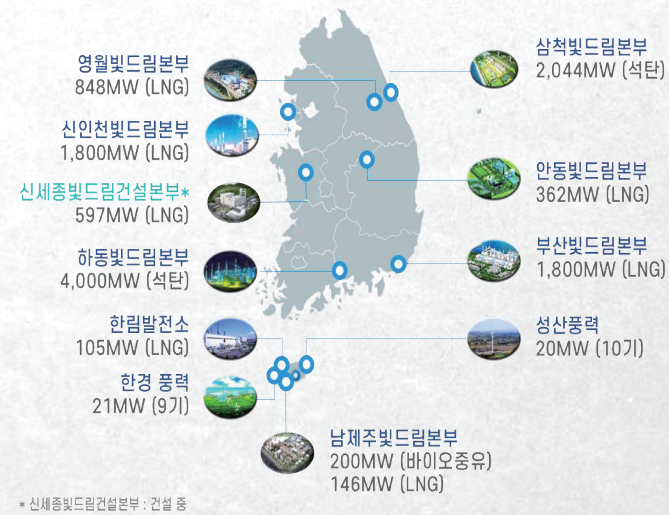 영월빛드림본부
848MW (LNG)
신인천빛드림본부
1,800MW (LNG)
신세종빛드림건설본부*
597MW (LNG)
하동빛드림본부
4,000MW (석탄)
한림발전소
105MW (LNG)
한경 풍력
21MW (9기)
삼척빛드림본부
2,044MW (석탄)
안동빛드림본부
362MW (LNG)
부산빛드림본부
1,800MW (LNG)
성산풍력
20MW (10기)
남제주빛드림본부
200MW (바이오중유)
146MW (LNG)
* 신세종빛드림건설본부 : 건설 중